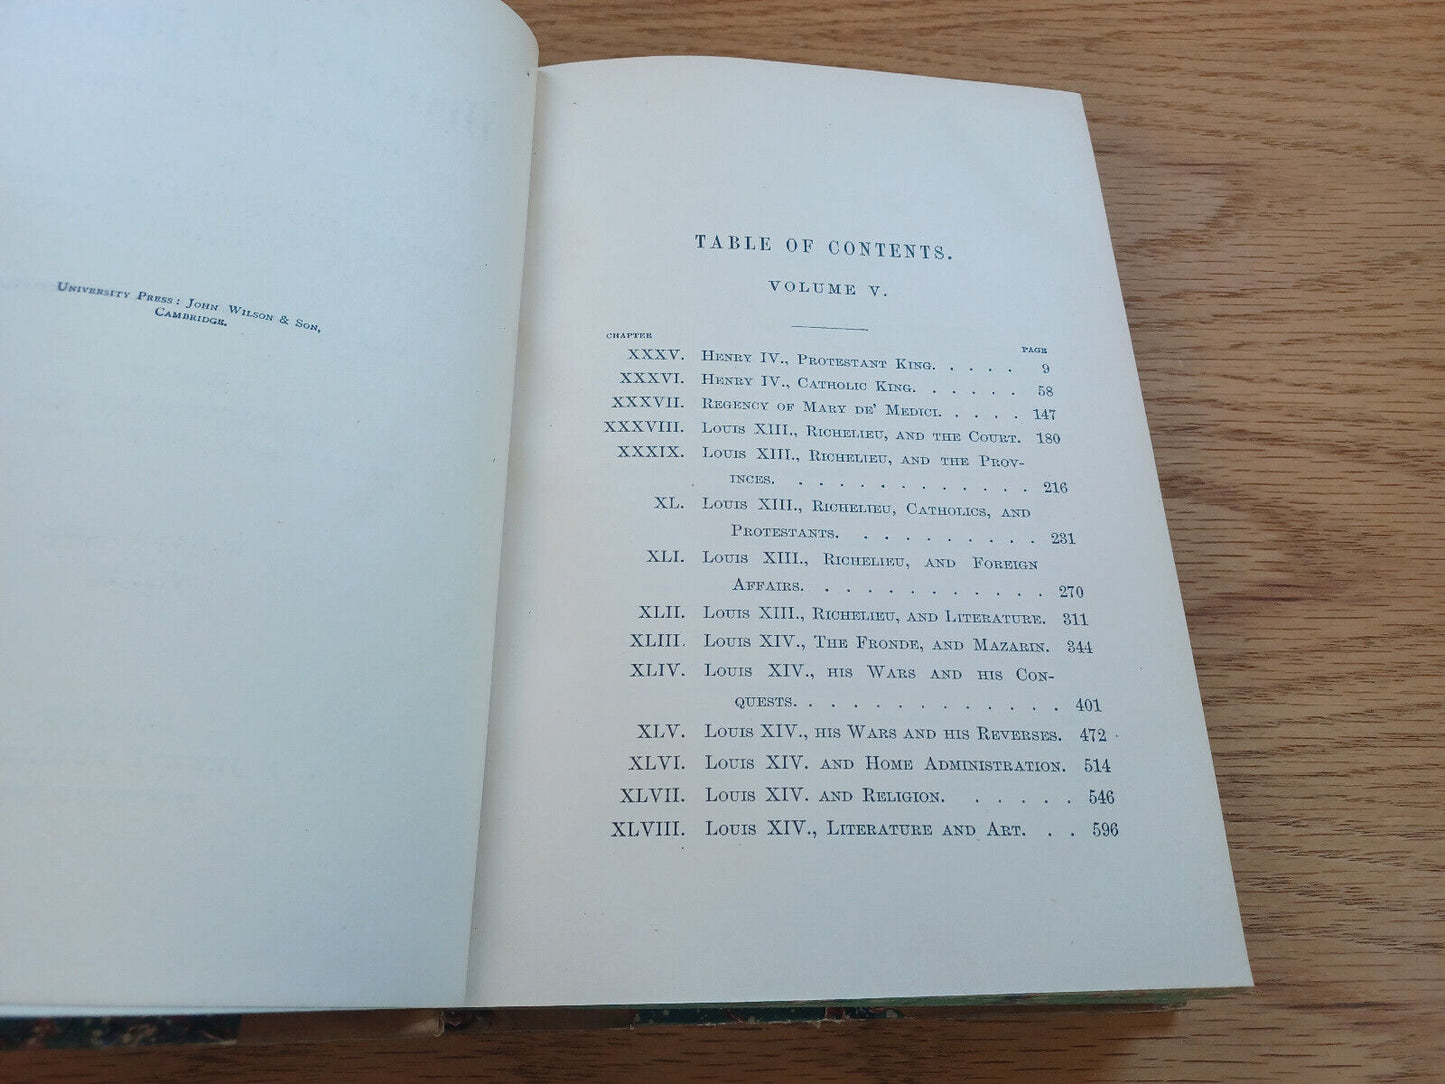 University Press: John Wilson & Son,
Cambridge.
TABLE OF CONTENTS.
VOLUME V.
CHAPTER PAGE
XXXV. Henry IV., Protestant King. . . . . . 9
XXXVI. Henry IV., Catholic King. . . . . . 58
XXXVII. Regency of Mary de' Medici. . . . . 147
XXXVIII. Louis XIII., Richelieu, and the Court. 180
XXXIX. Louis XIII., Richelieu, and the Prov-
inces. . . . . . . . . . . . . 216
XL. Louis XIII., Richelieu, Catholics, and
Protestants. . . . . . . . . . 231
XLI. Louis XIII., Richelieu, and Foreign
Affairs. . . . . . . . . . . . 270
XLII. Louis XIII., Richelieu, and Literature. 311
XLIII. Louis XIV., The Fronde, and Mazarin. 344
XLIV. Louis XIV., his Wars and his Con-
quests. . . . . . . . . . . . . 401
XLV. Louis XIV., his Wars and his Reverses. 472
XLVI. Louis XIV. and Home Administration. 514
XLVII. Louis XIV. and Religion. . . . . . 546
XLVIII. Louis XIV., Literature and Art. . . 596